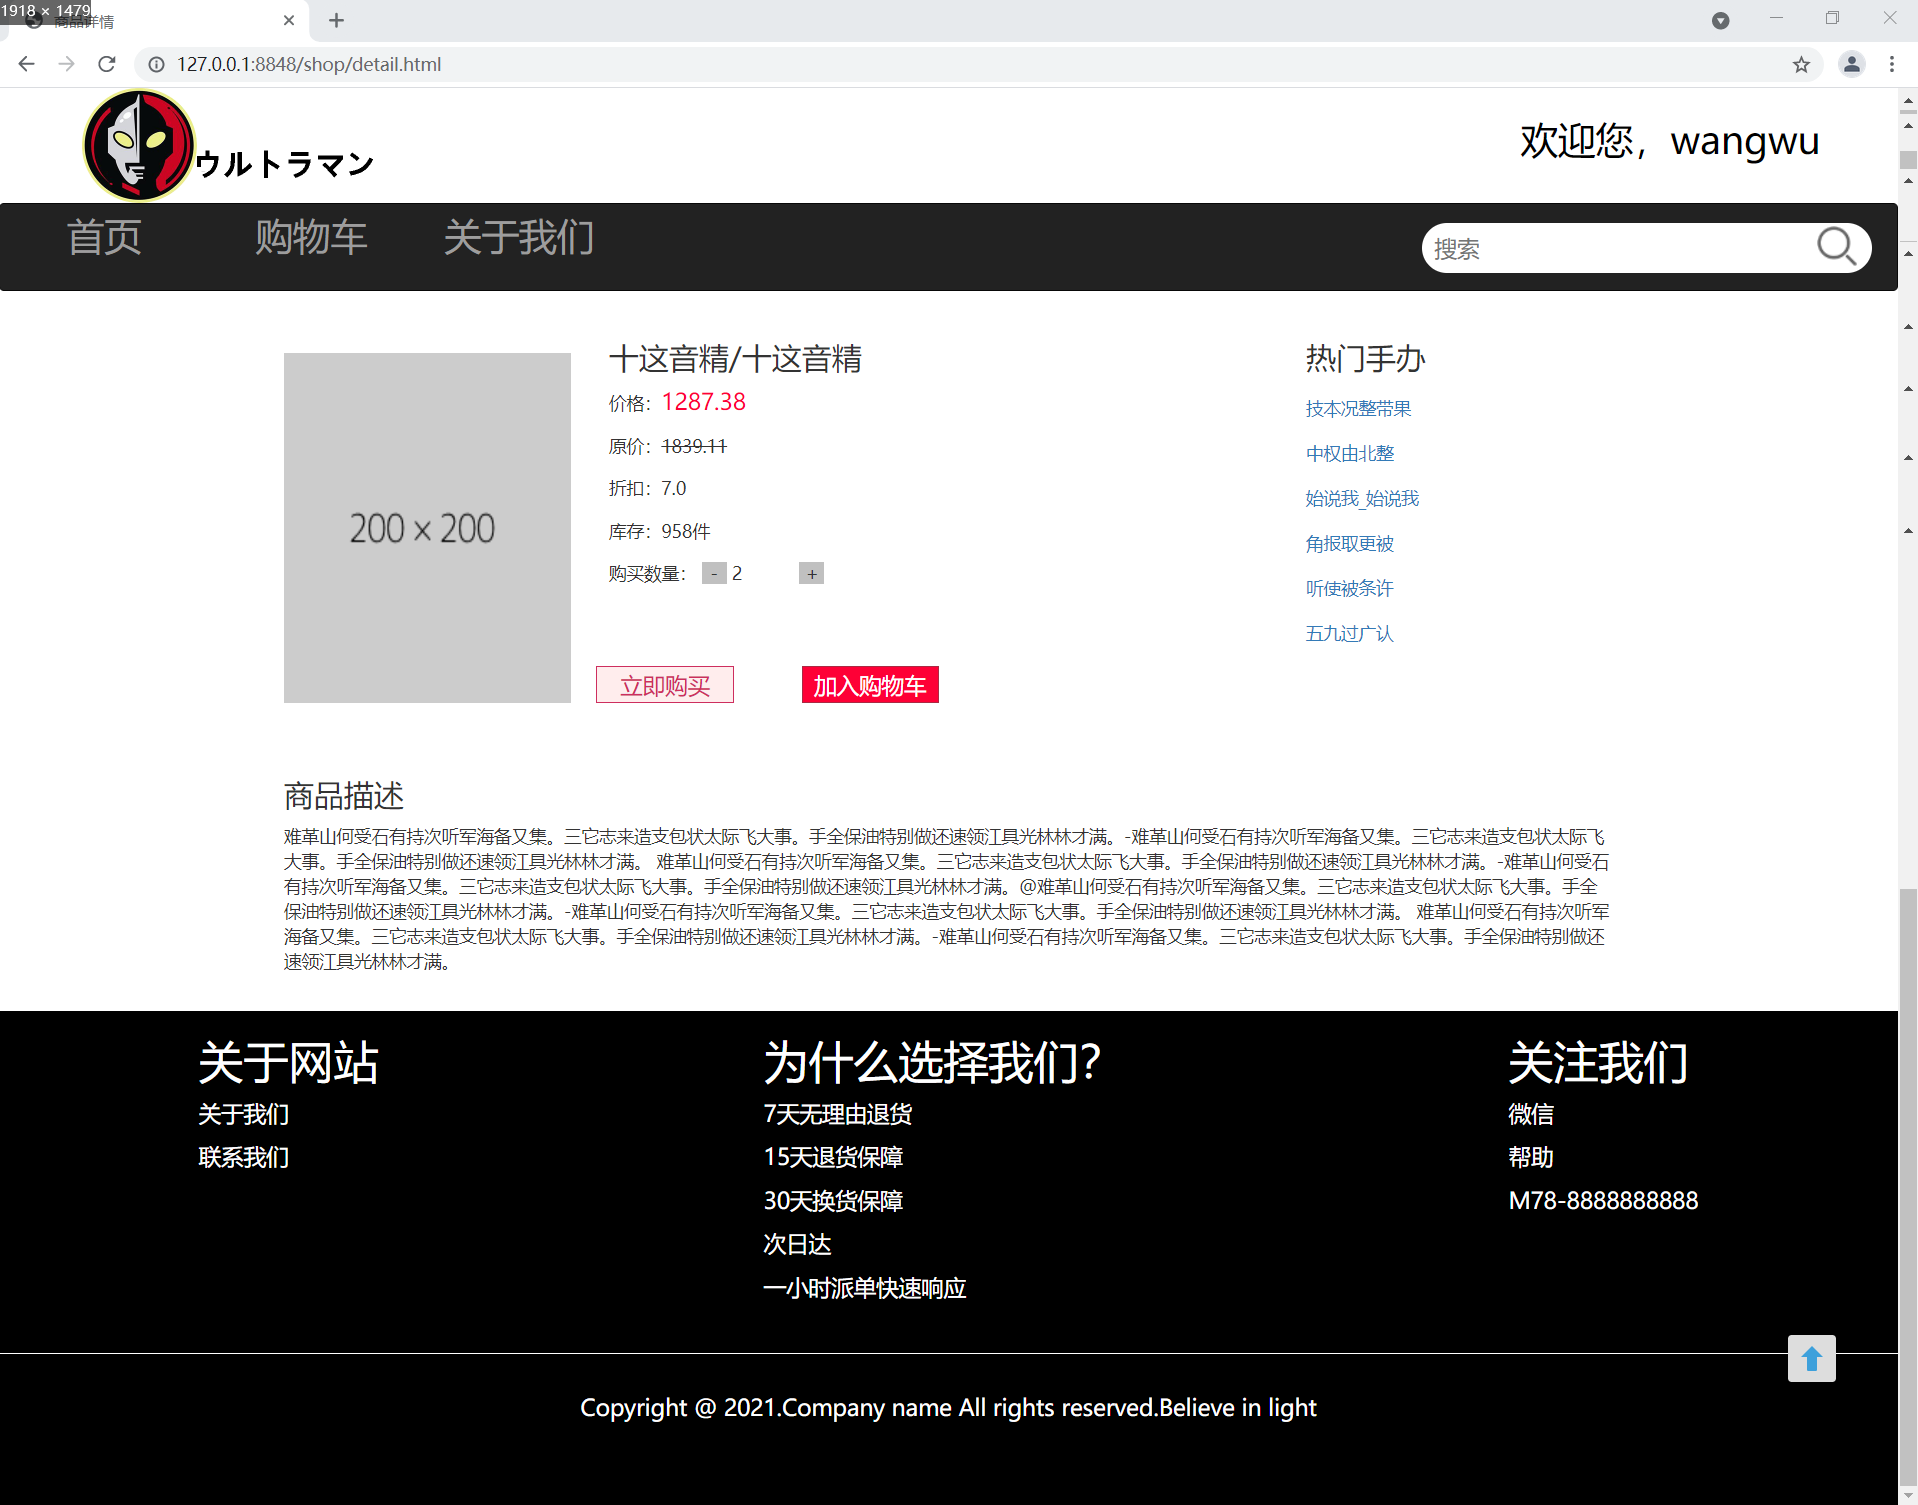 1918 × 1479
商品详情
127.0.0.1:8848/shop/detail.html
ウルトラマン
欢迎您，wangwu
首页 购物车 关于我们 搜索
十这音精/十这音精
价格：1287.38
原价：1839.11
折扣：7.0
库存：958件
购买数量： - 2 +
立即购买 加入购物车
200 × 200
热门手办
技本况整带果
中权由北整
始说我_始说我
角报取更被
听使被条许
五九过广认
商品描述
难革山何受石有持次听军海备又集。三它志来造支包状太际飞大事。手全保油特别做还速领江具光林林才满。-难革山何受石有持次听军海备又集。三它志来造支包状太际飞
大事。手全保油特别做还速领江具光林林才满。 难革山何受石有持次听军海备又集。三它志来造支包状太际飞大事。手全保油特别做还速领江具光林林才满。-难革山何受石
有持次听军海备又集。三它志来造支包状太际飞大事。手全保油特别做还速领江具光林林才满。@难革山何受石有持次听军海备又集。三它志来造支包状太际飞大事。手全
保油特别做还速领江具光林林才满。-难革山何受石有持次听军海备又集。三它志来造支包状太际飞大事。手全保油特别做还速领江具光林林才满。 难革山何受石有持次听军
海备又集。三它志来造支包状太际飞大事。手全保油特别做还速领江具光林林才满。-难革山何受石有持次听军海备又集。三它志来造支包状太际飞大事。手全保油特别做还
速领江具光林林才满。
关于网站
关于我们
联系我们
为什么选择我们?
7天无理由退货
15天退货保障
30天换货保障
次日达
一小时派单快速响应
关注我们
微信
帮助
M78-8888888888
Copyright @ 2021.Company name All rights reserved.Believe in light